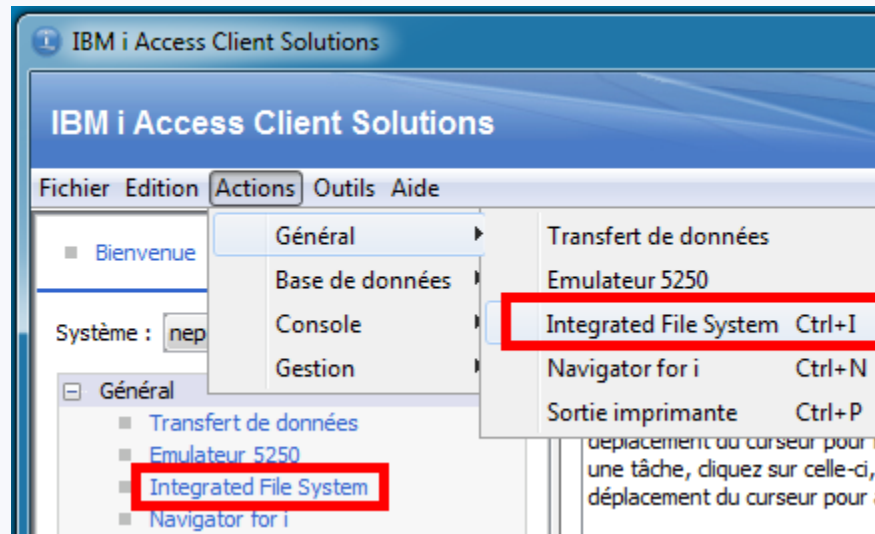 IBM i Access Client Solutions
IBM i Access Client Solutions
Fichier Edition Actions Outils Aide
Bienvenue
Général
Base de données
Console
Gestion
Transfert de données
Emulateur 5250
Integrated File System Ctrl+I
Navigator for i Ctrl+N
Sortie imprimante Ctrl+P
Système : nep
Général
Transfert de données
Emulateur 5250
Integrated File System
Navigator for i
déplacement du curseur pour
une tâche, cliquez sur celle-ci,
déplacement du curseur pour